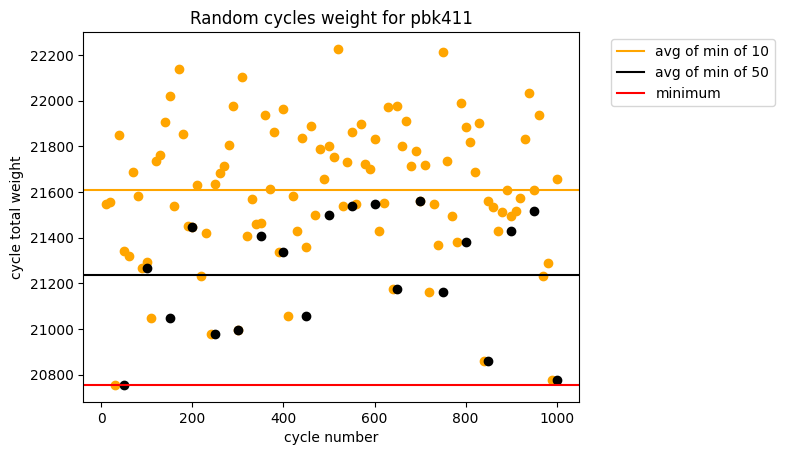 Random cycles weight for pbk411
avg of min of 10
avg of min of 50
minimum
cycle total weight
22200
22000
21800
21600
21400
21200
21000
20800
0 200 400 600 800 1000
cycle number